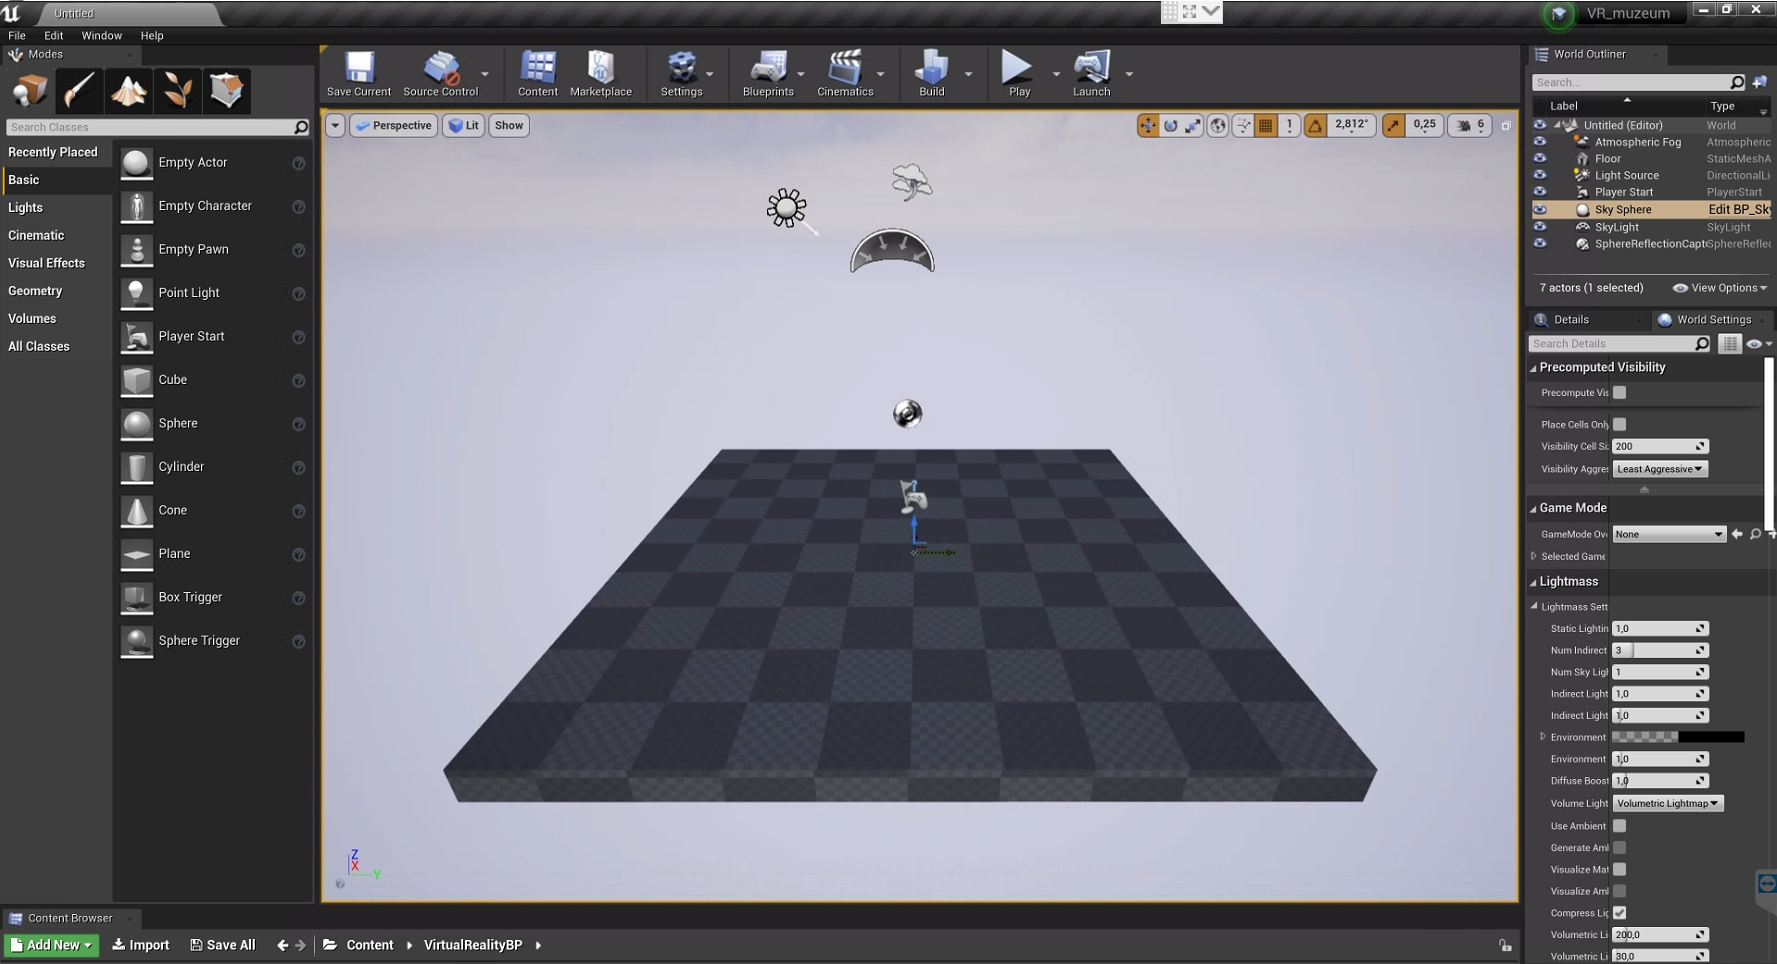 Untitled
VR_muzeum
File Edit Window Help
Modes
Search Classes
Recently Placed
Basic
Lights
Cinematic
Visual Effects
Geometry
Volumes
All Classes
Empty Actor
Empty Character
Empty Pawn
Point Light
Player Start
Cube
Sphere
Cylinder
Cone
Plane
Box Trigger
Sphere Trigger
Save Current Source Control Content Marketplace Settings Blueprints Cinematics Build Play Launch
Perspective Lit Show
1 2,812° 0,25 6
Z
X
Y
World Outliner
Search...
Label Type
Untitled (Editor) World
Atmospheric Fog Atmospheric
Floor StaticMeshA
Light Source DirectionalLi
Player Start PlayerStart
Sky Sphere Edit BP_Sk
SkyLight SkyLight
SphereReflectionCapt SphereReflec
7 actors (1 selected) View Options
Details World Settings
Search Details
Precomputed Visibility
Precompute Vis
Place Cells Only
Visibility Cell Si 200
Visibility Aggres Least Aggressive
Game Mode
GameMode Ov None
Selected Game
Lightmass
Lightmass Sett
Static Lightin 1,0
Num Indirect 3
Num Sky Ligh 1
Indirect Light 1,0
Indirect Light 1,0
Environment
Environment 1,0
Diffuse Boost 1,0
Volume Light Volumetric Lightmap
Use Ambient
Generate Aml
Visualize Mat
Visualize Aml
Compress Lig
Volumetric Li 200,0
Volumetric Li 30,0
Content Browser
Add New Import Save All Content VirtualRealityBP